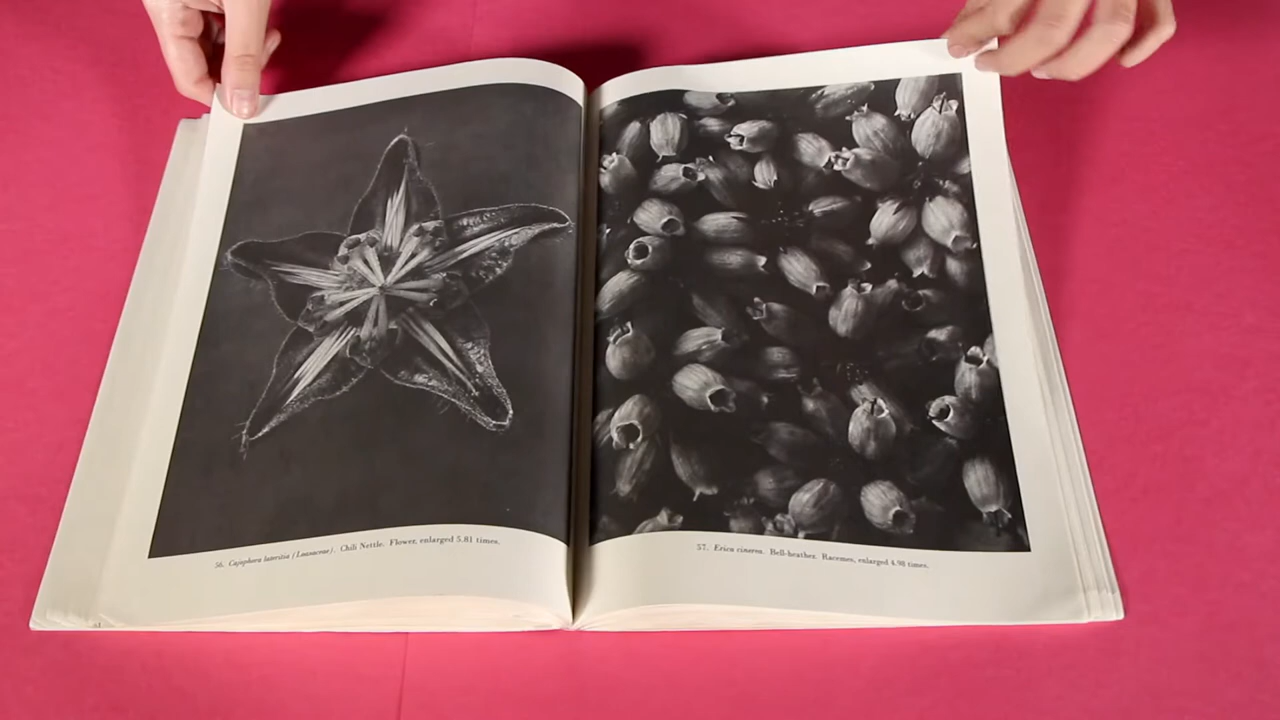 56. Cajophora lateritia (Loasaceae). Chili Nettle. Flower, enlarged 5.81 times.
57. Erica cinerea. Bell-heather. Racemes, enlarged 4.98 times.